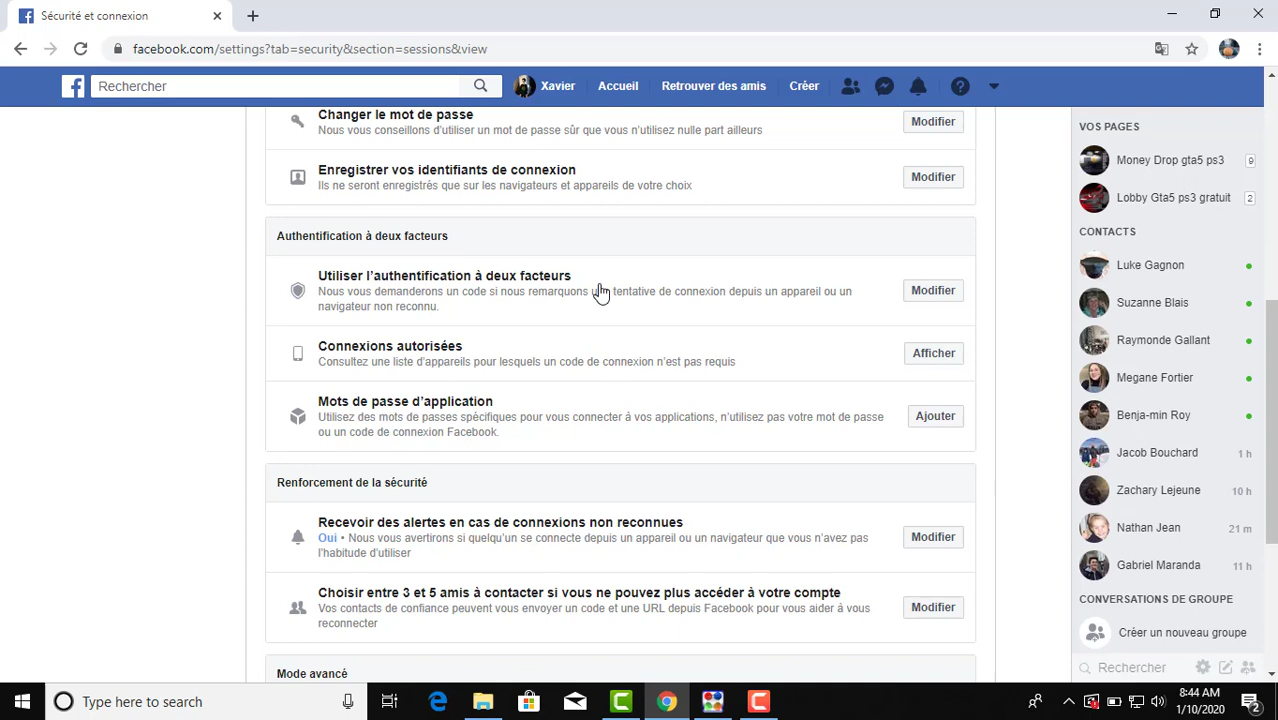 Sécurité et connexion
facebook.com/settings?tab=security&section=sessions&view
Rechercher
Xavier
Accueil
Retrouver des amis
Créer
Changer le mot de passe
Nous vous conseillons d'utiliser un mot de passe sûr que vous n'utilisez nulle part ailleurs
Modifier
Enregistrer vos identifiants de connexion
Ils ne seront enregistrés que sur les navigateurs et appareils de votre choix
Modifier
Authentification à deux facteurs
Utiliser l'authentification à deux facteurs
Nous vous demanderons un code si nous remarquons tentative de connexion depuis un appareil ou un
navigateur non reconnu.
Modifier
Connexions autorisées
Consultez une liste d'appareils pour lesquels un code de connexion n'est pas requis
Afficher
Mots de passe d'application
Utilisez des mots de passes spécifiques pour vous connecter à vos applications, n'utilisez pas votre mot de passe
ou un code de connexion Facebook.
Ajouter
Renforcement de la sécurité
Recevoir des alertes en cas de connexions non reconnues
Oui • Nous vous avertirons si quelqu'un se connecte depuis un appareil ou un navigateur que vous n'avez pas
l'habitude d'utiliser
Modifier
Choisir entre 3 et 5 amis à contacter si vous ne pouvez plus accéder à votre compte
Vos contacts de confiance peuvent vous envoyer un code et une URL depuis Facebook pour vous aider à vous
reconnecter
Modifier
Mode avancé
VOS PAGES
Money Drop gta5 ps3 9
Lobby Gta5 ps3 gratuit 2
CONTACTS
Luke Gagnon
Suzanne Blais
Raymonde Gallant
Megane Fortier
Benja-min Roy
Jacob Bouchard 1 h
Zachary Lejeune 10 h
Nathan Jean 21 m
Gabriel Maranda 11 h
CONVERSATIONS DE GROUPE
Créer un nouveau groupe
Rechercher
Type here to search
8:44 AM
1/10/2020
2